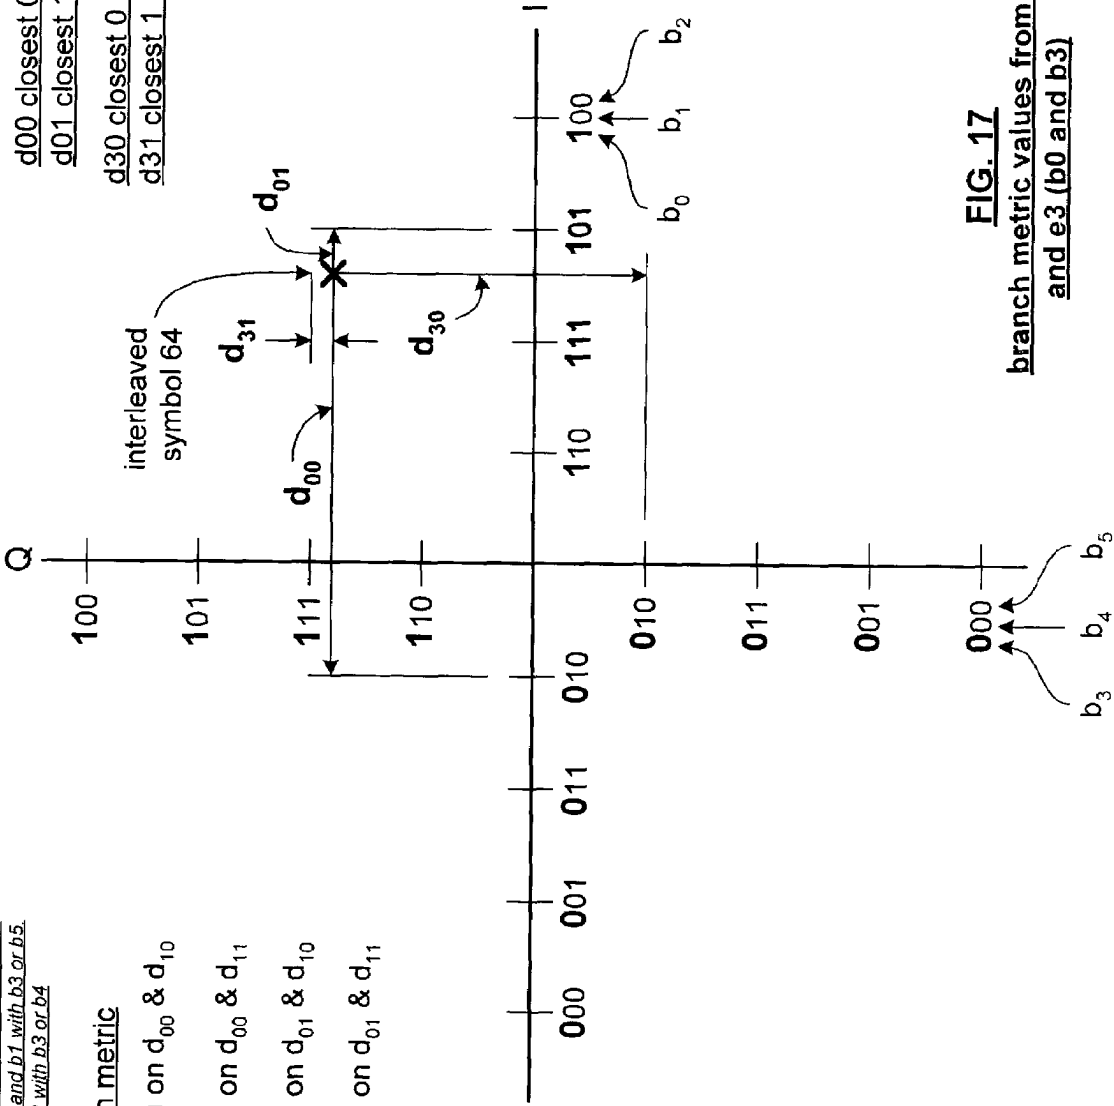 d00 closest 0
d01 closest
d30 closest 0
d31 closest 1
and b1 with b3 or b5
with b3 or b4
metric
on d00 & d10
on d00 & d11
on d01 & d10
on d01 & d11
interleaved
symbol 64
d31
d01
d00
d30
Q
100
101
111
110
010
011
001
000
b3
b4
b5
I
000
001
011
010
110
111
101
100
b0
b1
b2
FIG. 17
branch metric values from
and e3 (b0 and b3)